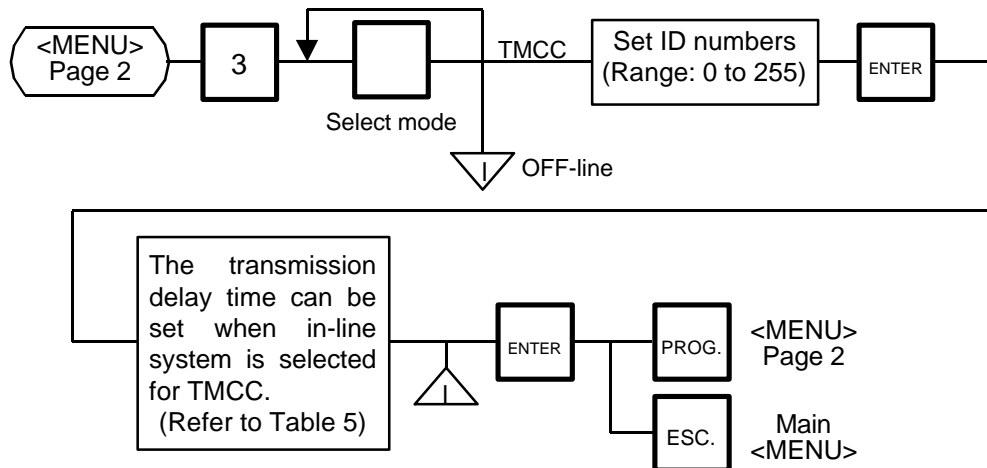 <MENU>
Page 2
3
Select mode
TMCC
Set ID numbers
(Range: 0 to 255)
ENTER
I
OFF-line
The transmission
delay time can be
set when in-line
system is selected
for TMCC.
(Refer to Table 5)
I
ENTER
PROG.
<MENU>
Page 2
ESC.
Main
<MENU>